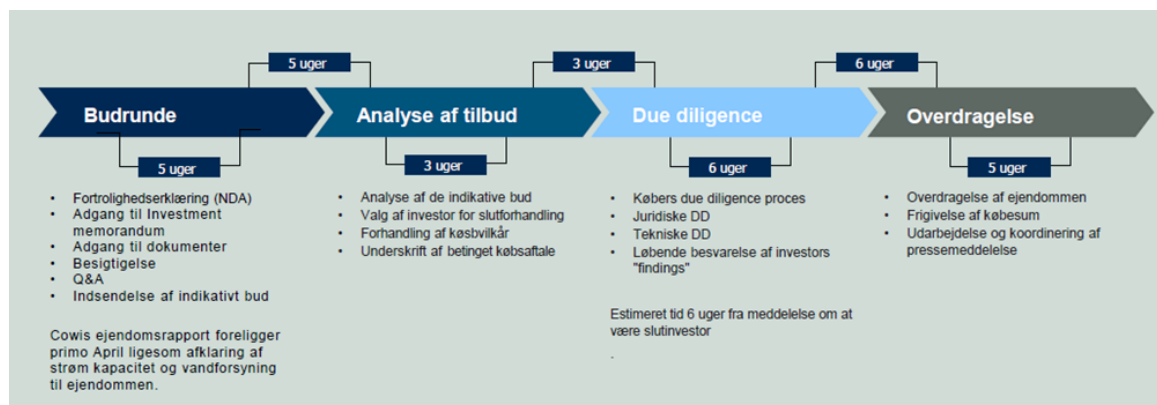 5 uger
3 uger
6 uger
Budrunde
Analyse af tilbud
Due diligence
Overdragelse
5 uger
3 uger
6 uger
5 uger
• Fortrolighedserklæring (NDA)
• Adgang til Investment
memorandum
• Adgang til dokumenter
• Besigtigelse
• Q&A
• Indsendelse af indikativt bud
Cowis ejendomsrapport foreligger
primo April ligesom afklaring af
strøm kapacitet og vandforsyning
til ejendommen.
• Analyse af de indikative bud
• Valg af investor for slutforhandling
• Forhandling af køsbvilkår
• Underskrift af betinget købsaftale
• Købers due diligence proces
• Juridiske DD
• Tekniske DD
• Løbende besvarelse af investors
"findings"
Estimeret tid 6 uger fra meddelelse om at
være slutinvestor
.
• Overdragelse af ejendommen
• Frigivelse af købesum
• Udarbejdelse og koordinering af
pressemeddelelse